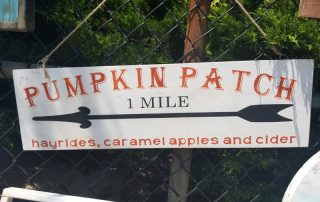 PUMPKIN PATCH
1 MILE
hayrides, caramel apples and cider